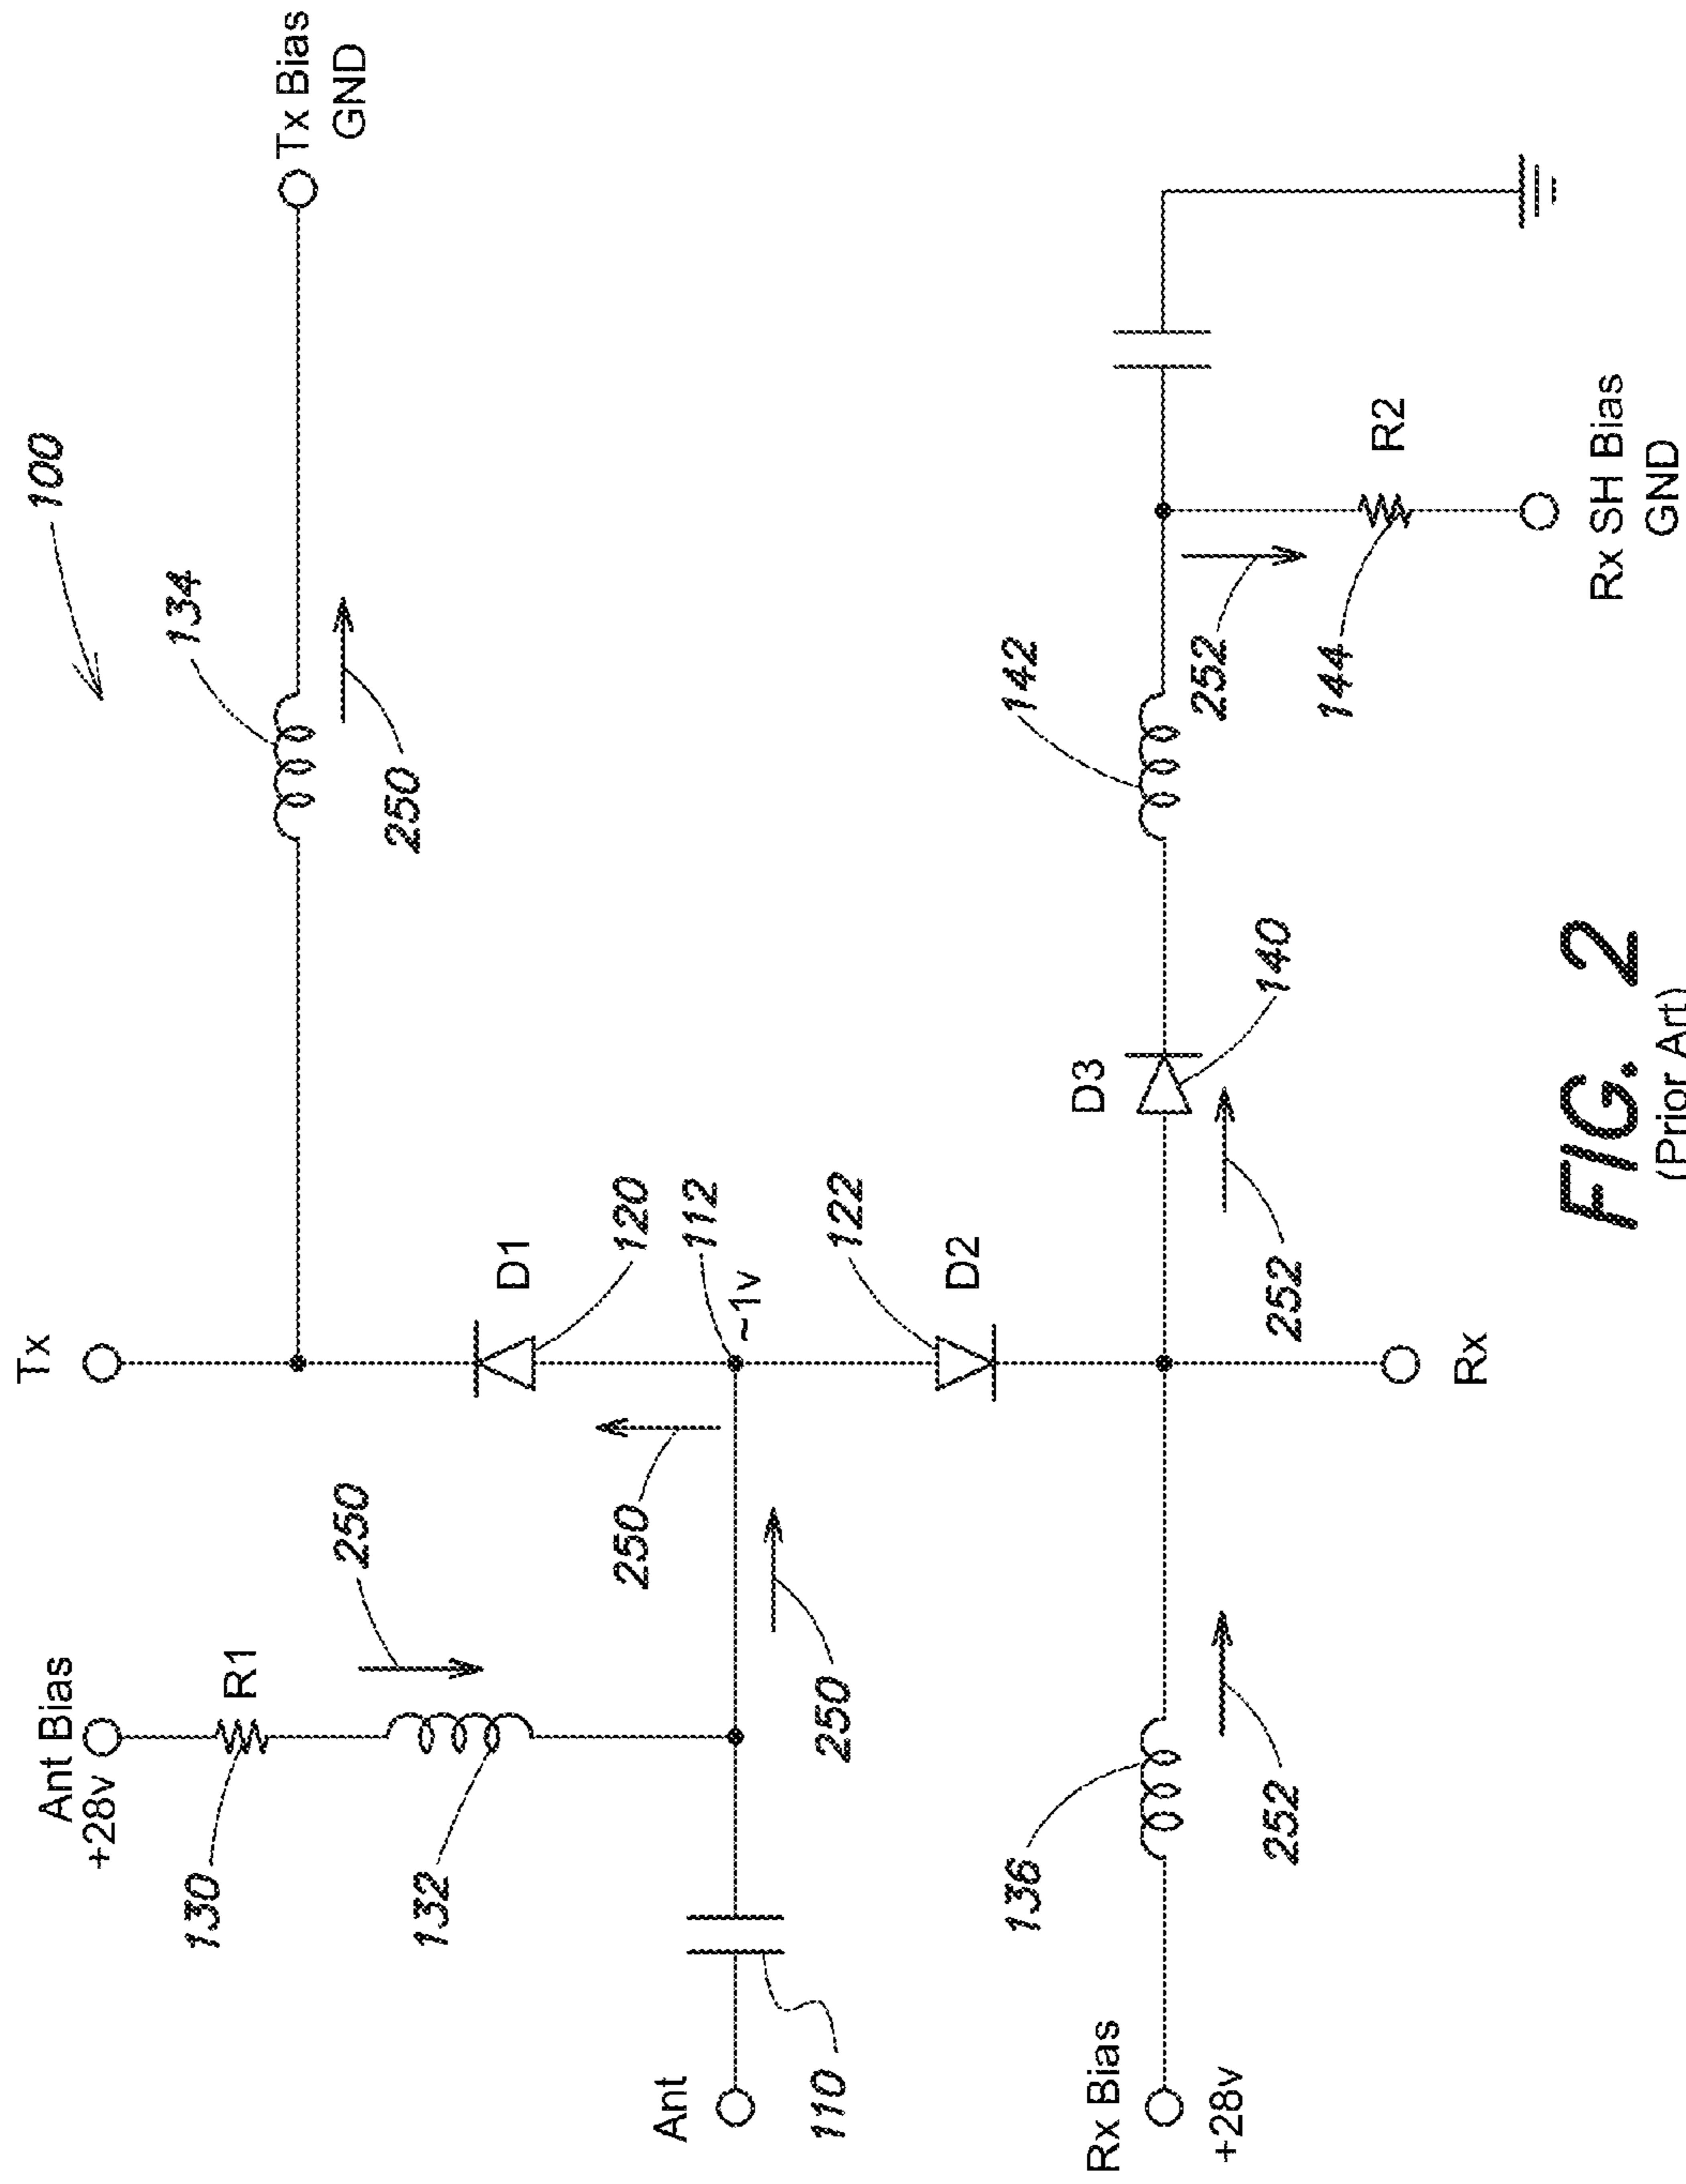 100
Tx Bias
GND
134
250
Tx
D1
120
Ant Bias
+28v
R1
250
130
132
250
112
~1v
250
Ant
110
122
D2
D3
140
142
252
R2
144
Rx SH Bias
GND
136
252
252
Rx Bias
+28v
Rx
FIG. 2
(Prior Art)